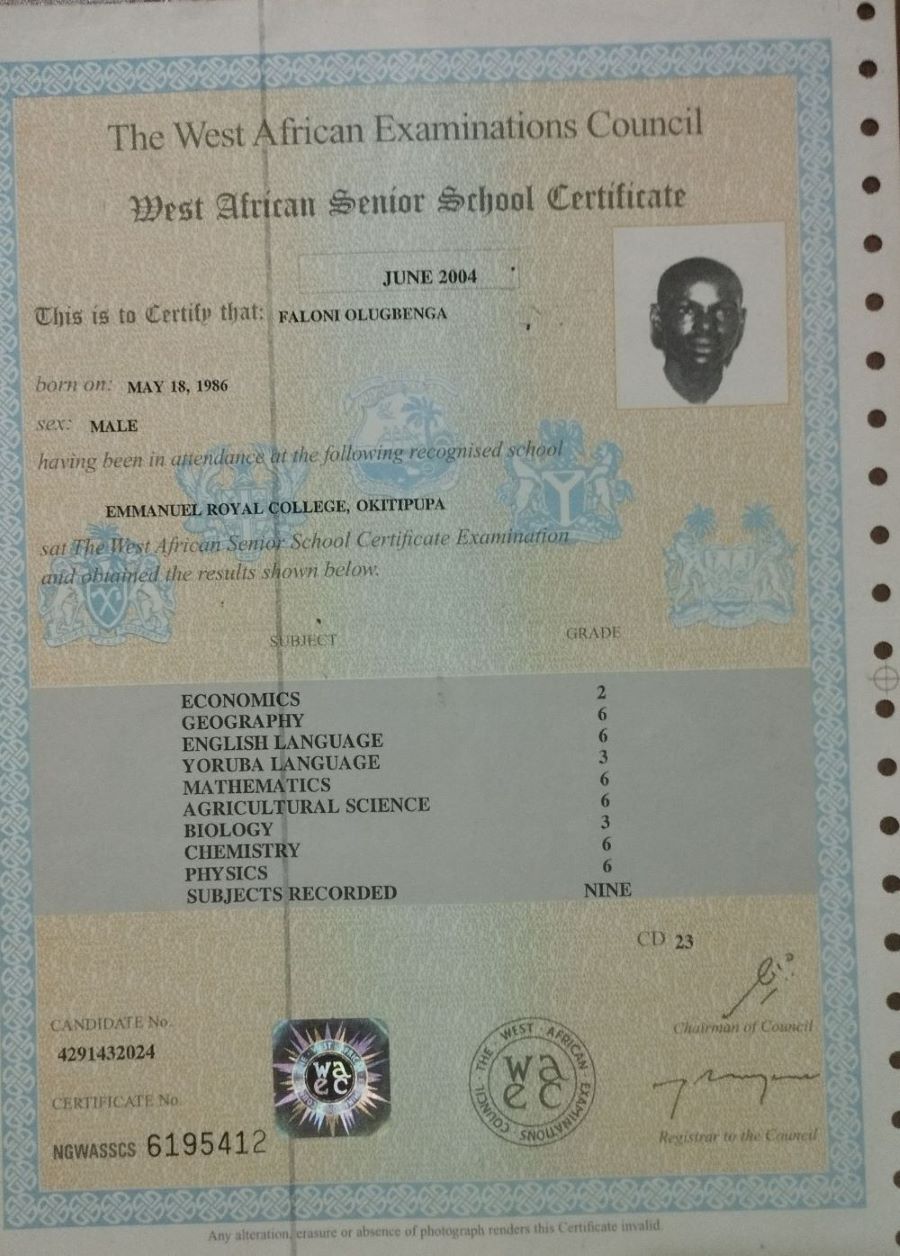 The West African Examinations Council
West African Senior School Certificate
JUNE 2004
This is to Certify that: FALONI OLUGBENGA
born on: MAY 18, 1986
sex: MALE
having been in attendance at the following recognised school
EMMANUEL ROYAL COLLEGE, OKITIPUPA
sat The West African Senior School Certificate Examination
and obtained the results shown below.
SUBJECT GRADE
ECONOMICS 2
GEOGRAPHY 6
ENGLISH LANGUAGE 6
YORUBA LANGUAGE 3
MATHEMATICS 6
AGRICULTURAL SCIENCE 6
BIOLOGY 3
CHEMISTRY 6
PHYSICS 6
SUBJECTS RECORDED NINE
CD 23
Chairman of Council
CANDIDATE No.
4291432024
CERTIFICATE No.
NGWASSCS 6195412
waec
THE WEST AFRICAN EXAMINATIONS COUNCIL
waec
Registrar to the Council
Any alteration, erasure or absence of photograph renders this Certificate invalid.